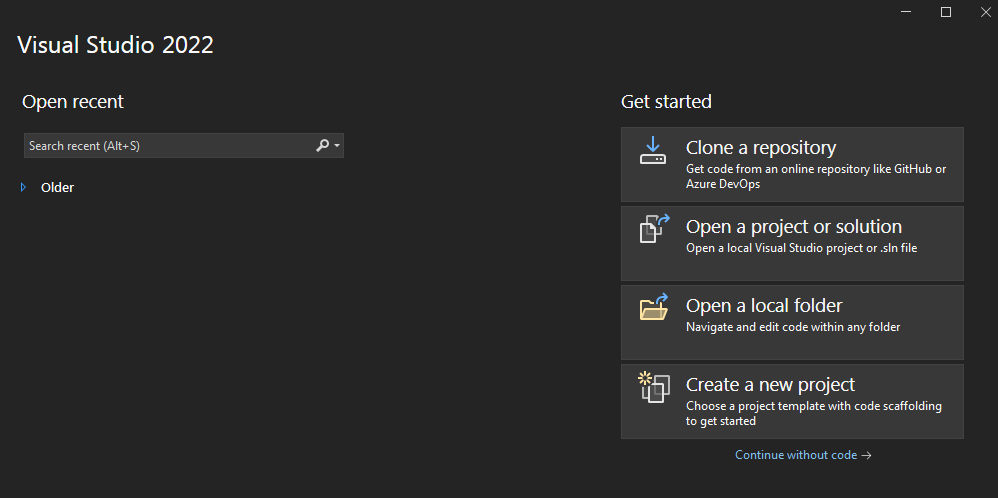 Visual Studio 2022
Open recent
Search recent (Alt+S)
Older
Get started
Clone a repository
Get code from an online repository like GitHub or
Azure DevOps
Open a project or solution
Open a local Visual Studio project or .sln file
Open a local folder
Navigate and edit code within any folder
Create a new project
Choose a project template with code scaffolding
to get started
Continue without code →